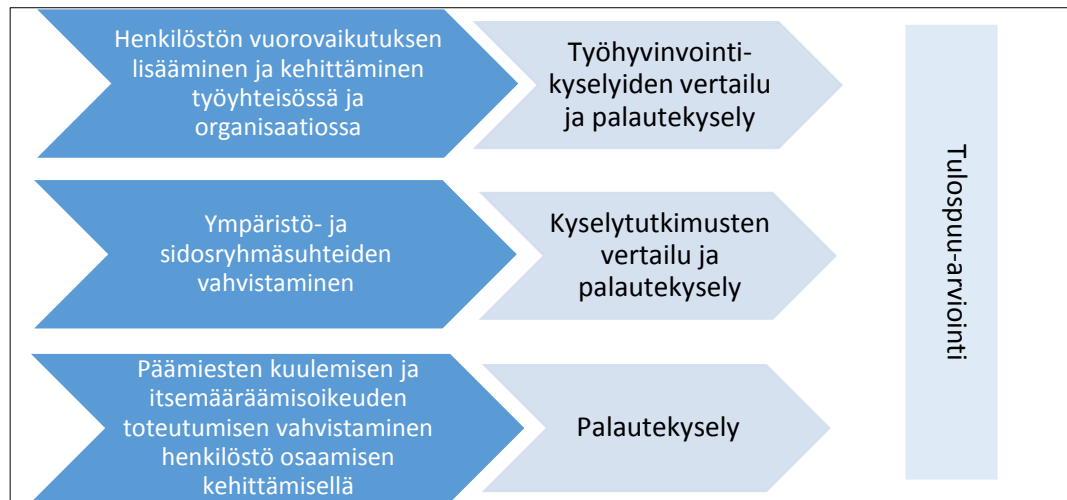 Henkilöstön vuorovaikutuksen
lisääminen ja kehittäminen
työyhteisössä ja
organisaatiossa
Työhyvinvointi-
kyselyiden vertailu
ja palautekysely
Ympäristö- ja
sidosryhmäsuhteiden
vahvistaminen
Kyselytutkimusten
vertailu ja
palautekysely
Päämiesten kuulemisen ja
itsemääräämisoikeuden
toteutumisen vahvistaminen
henkilöstö osaamisen
kehittämisellä
Palautekysely
Tulospuu-arviointi